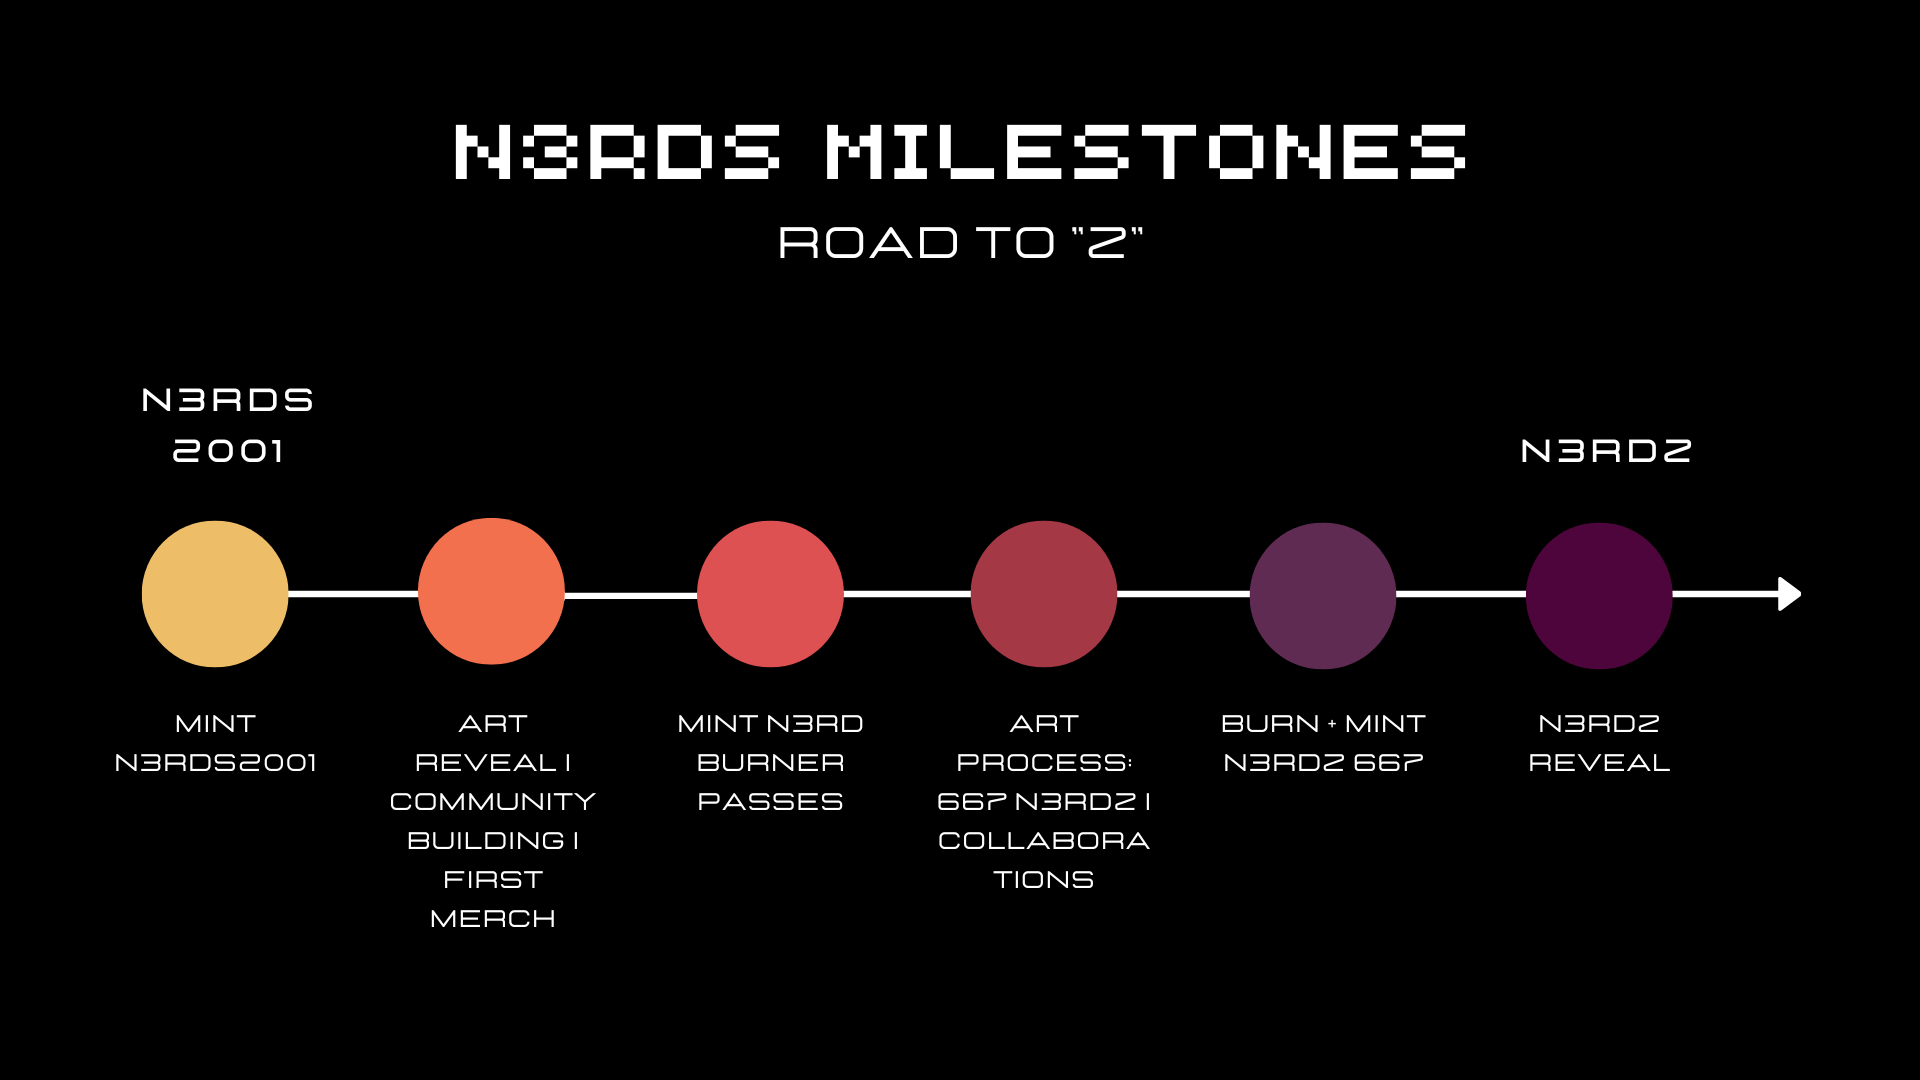 N3RDS MILESTONES
ROAD TO "Z"
N3RDS
2001
N3RDZ
MINT
N3RDS2001
ART
REVEAL |
COMMUNITY
BUILDING |
FIRST
MERCH
MINT N3RD
BURNER
PASSES
ART
PROCESS:
667 N3RDZ |
COLLABORA
TIONS
BURN + MINT
N3RDZ 667
N3RDZ
REVEAL